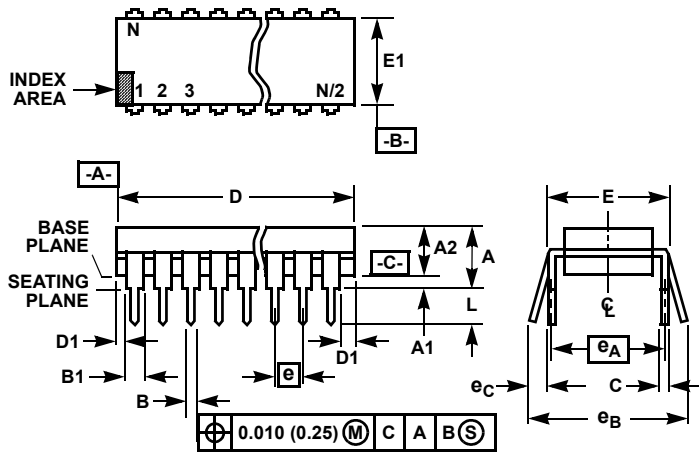 N
E1
INDEX
AREA
1 2 3 N/2
-B-
-A-
D
E
BASE
PLANE
A2
A
-C-
SEATING
PLANE
L
C
L
D1
A1
D1
eA
B1
e
eC
C
B
eB
⌖ 0.010 (0.25) Ⓜ C A B Ⓢ